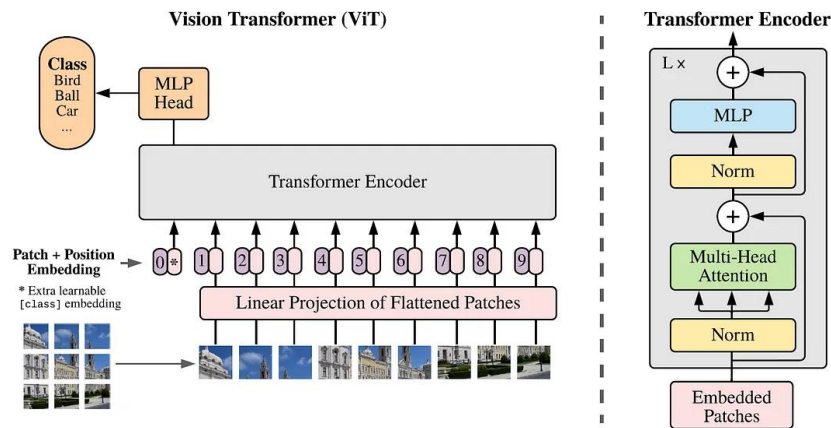 Vision Transformer (ViT)
Class
Bird
Ball
Car
...
MLP
Head
Transformer Encoder
Patch + Position
Embedding
0 * 1 2 3 4 5 6 7 8 9
* Extra learnable
[class] embedding
Linear Projection of Flattened Patches
Transformer Encoder
L ×
+
MLP
Norm
+
Multi-Head
Attention
Norm
Embedded
Patches